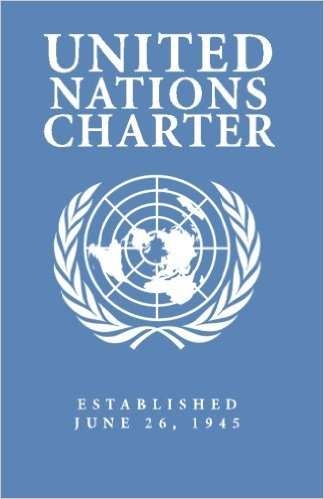 UNITED
NATIONS
CHARTER
ESTABLISHED
JUNE 26, 1945